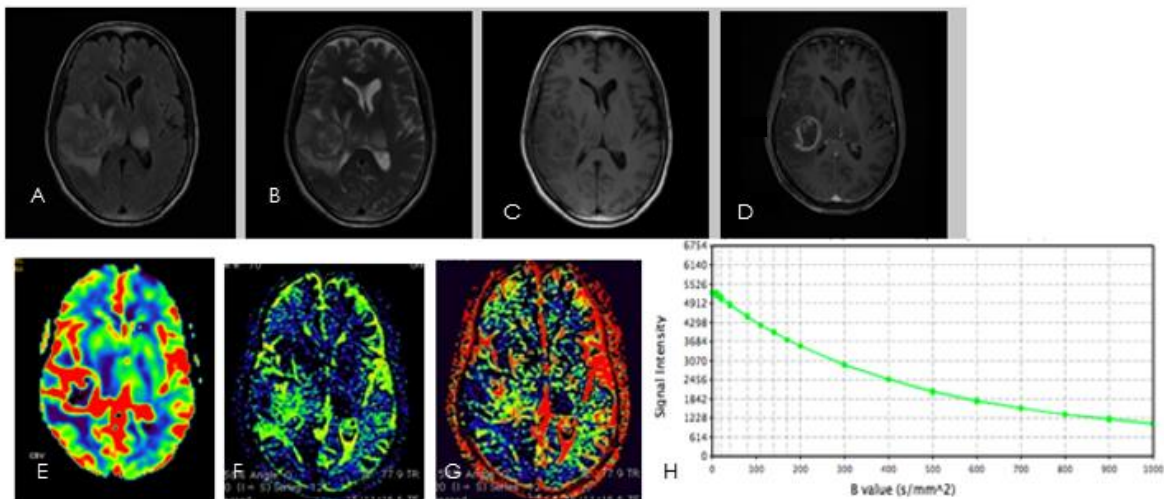 A
B
C
D
E
CBV
F
G
H
6754
6140
5526
4912
4298
3684
3070
2456
1842
1228
614
0
Signal Intensity
0 100 200 300 400 500 600 700 800 900 1000
B value (s/mm^2)